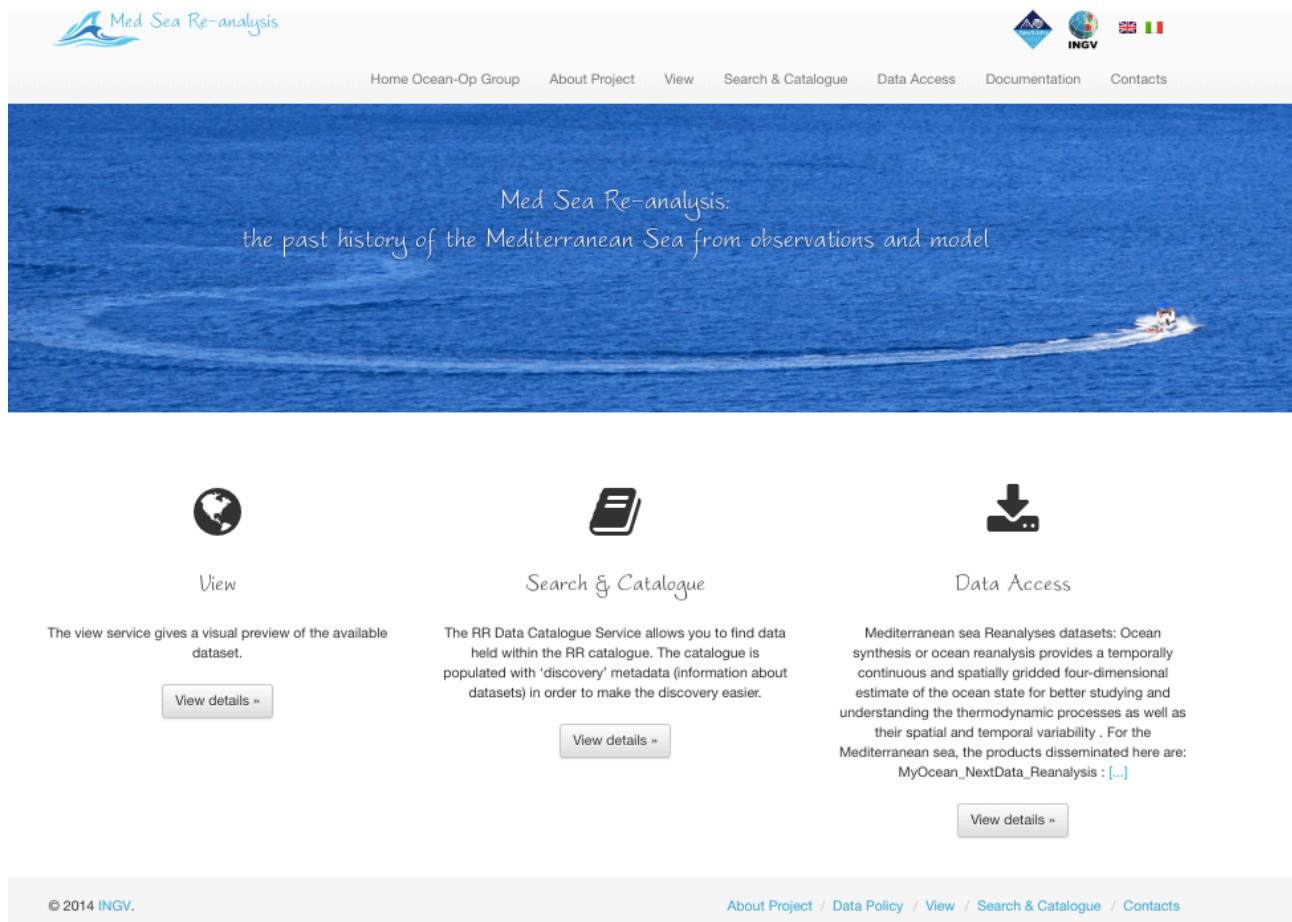 Med Sea Re-analysis
INGV
Home Ocean-Op Group About Project View Search & Catalogue Data Access Documentation Contacts
Med Sea Re-analysis:
the past history of the Mediterranean Sea from observations and model
View
The view service gives a visual preview of the available
dataset.
View details »
Search & Catalogue
The RR Data Catalogue Service allows you to find data
held within the RR catalogue. The catalogue is
populated with ‘discovery’ metadata (information about
datasets) in order to make the discovery easier.
View details »
Data Access
Mediterranean sea Reanalyses datasets: Ocean
synthesis or ocean reanalysis provides a temporally
continuous and spatially gridded four-dimensional
estimate of the ocean state for better studying and
understanding the thermodynamic processes as well as
their spatial and temporal variability . For the
Mediterranean sea, the products disseminated here are:
MyOcean_NextData_Reanalysis : [...]
View details »
© 2014 INGV.
About Project / Data Policy / View / Search & Catalogue / Contacts